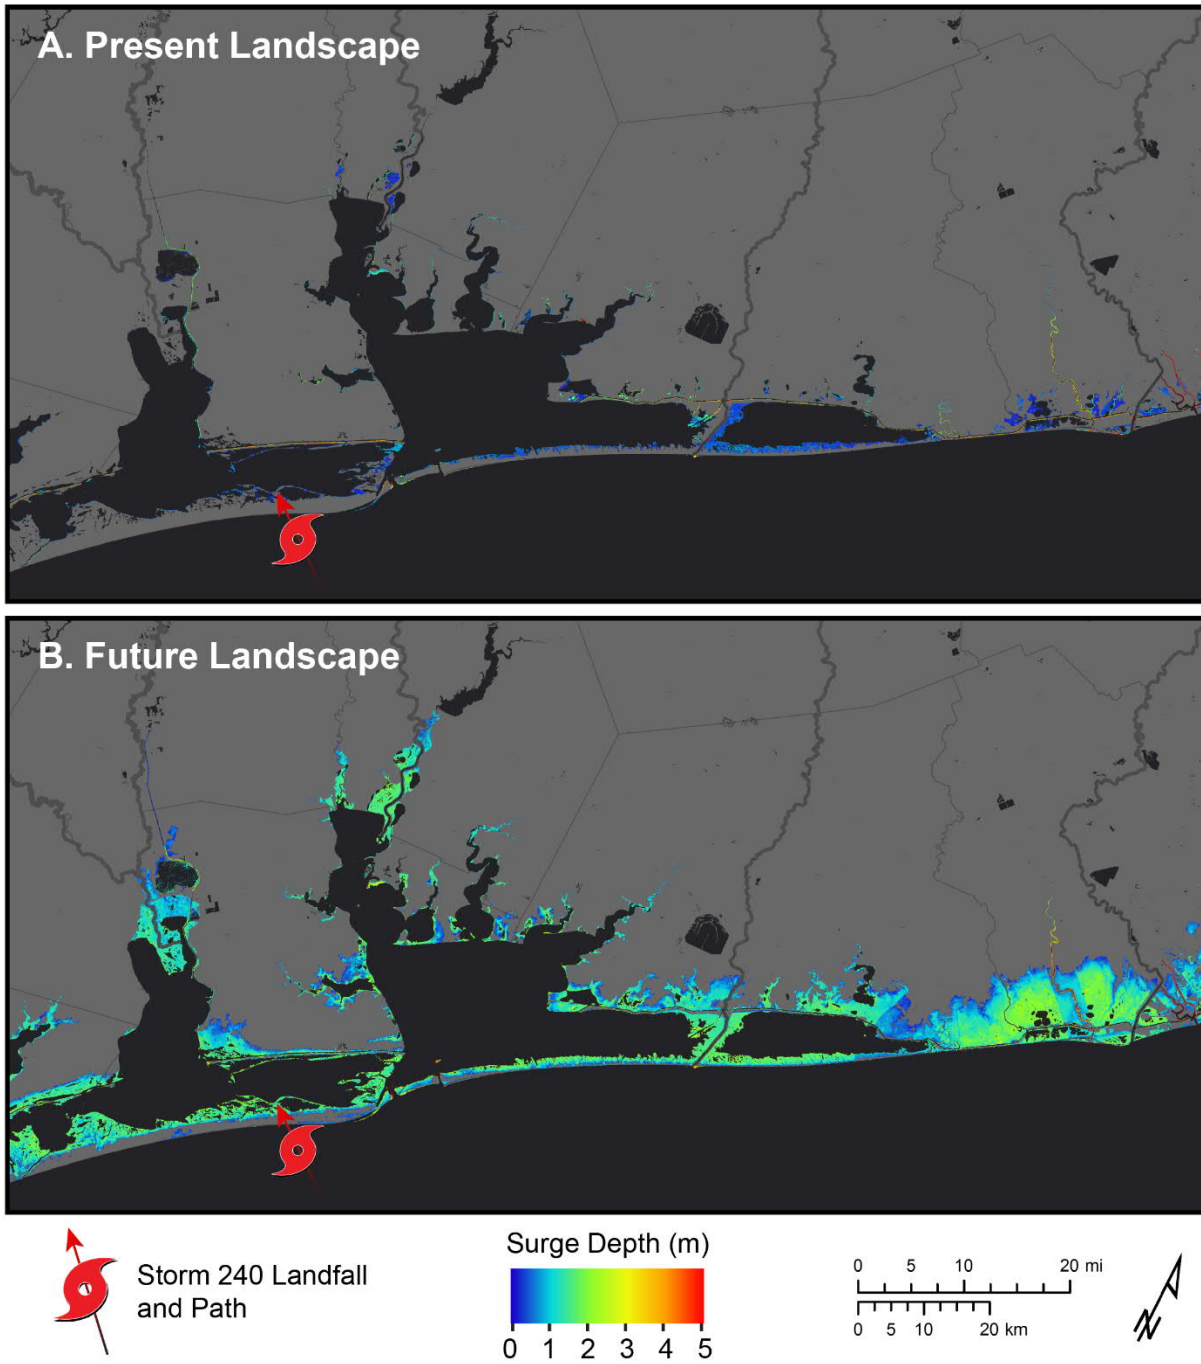 A. Present Landscape
B. Future Landscape
Storm 240 Landfall
and Path
Surge Depth (m)
0 1 2 3 4 5
0 5 10 20 mi
0 5 10 20 km
N